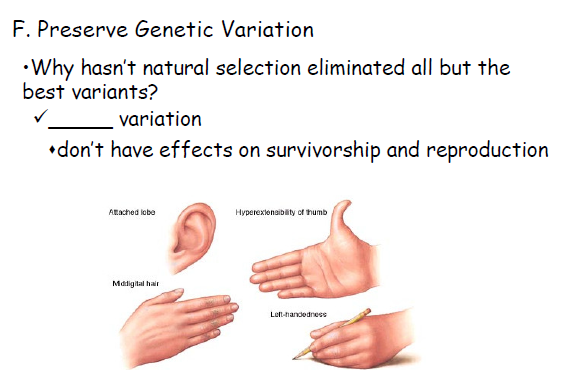 F. Preserve Genetic Variation
•Why hasn't natural selection eliminated all but the
best variants?
✓_____ variation
♦don't have effects on survivorship and reproduction
Attached lobe
Hyperextensibility of thumb
Middigital hair
Left-handedness